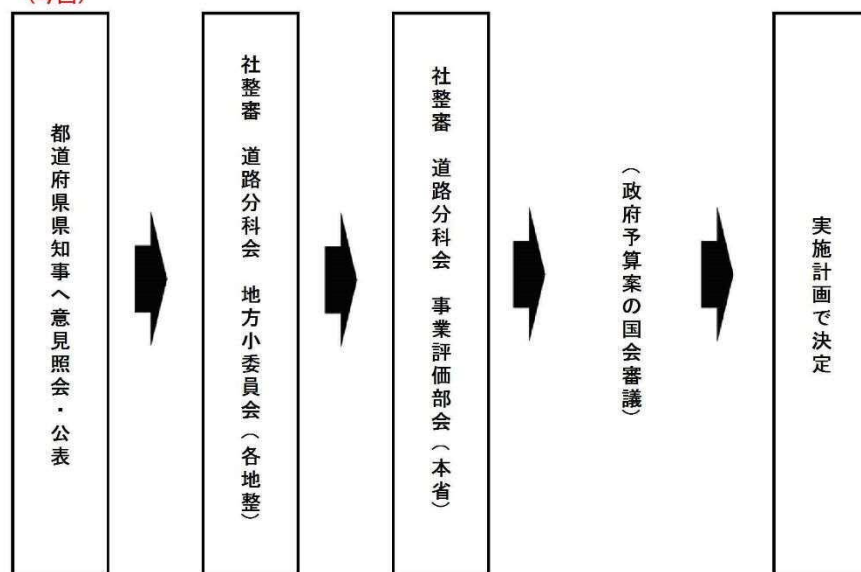 都道府県県知事へ意見照会・公表
社整審 道路分科会 地方小委員会(各地整)
社整審 道路分科会 事業評価部会(本省)
(政府予算案の国会審議)
実施計画で決定